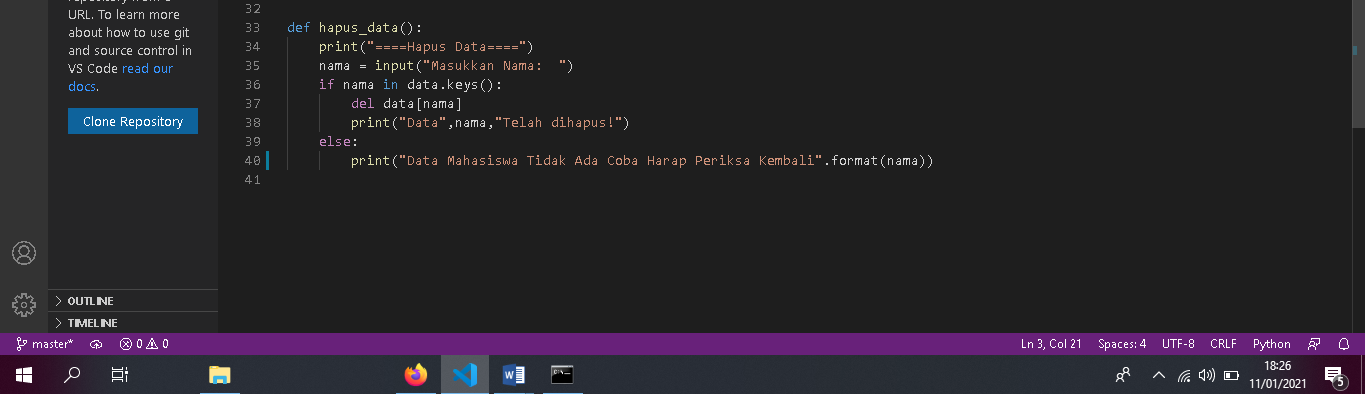 URL. To learn more
about how to use git
and source control in
VS Code read our
docs.
Clone Repository
OUTLINE
TIMELINE
32
33 def hapus_data():
34 print("====Hapus Data====")
35 nama = input("Masukkan Nama:  ")
36 if nama in data.keys():
37 del data[nama]
38 print("Data",nama,"Telah dihapus!")
39 else:
40 print("Data Mahasiswa Tidak Ada Coba Harap Periksa Kembali".format(nama))
41
master* 0 0 Ln 3, Col 21 Spaces: 4 UTF-8 CRLF Python
18:26
11/01/2021
5